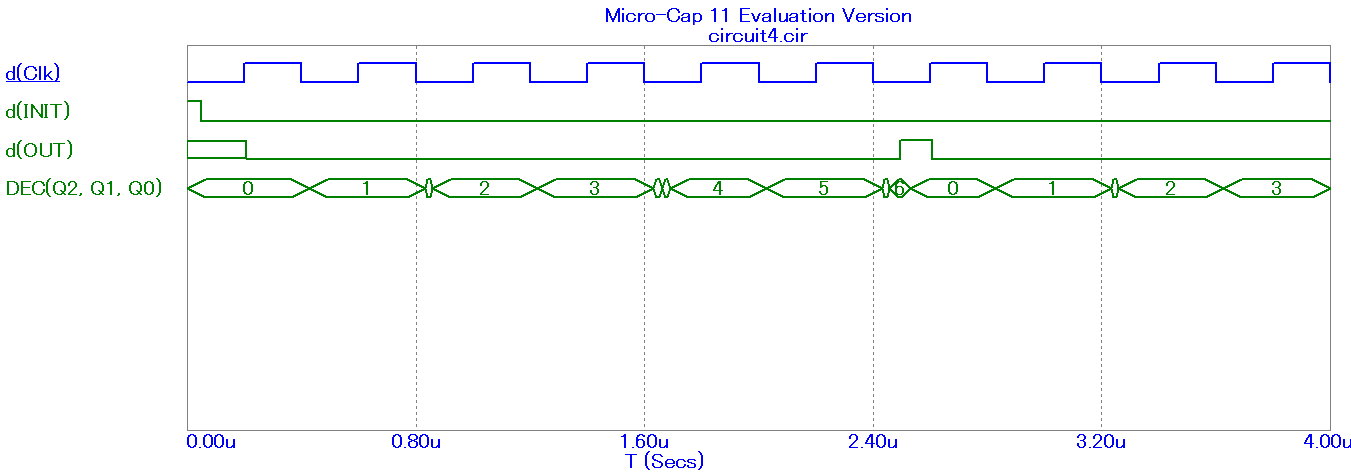 Micro-Cap 11 Evaluation Version
circuit4.cir
d(Clk)
d(INIT)
d(OUT)
DEC(Q2, Q1, Q0) 0 1 2 3 4 5 6 0 1 2 3
0.00u 0.80u 1.60u 2.40u 3.20u 4.00u
T (Secs)